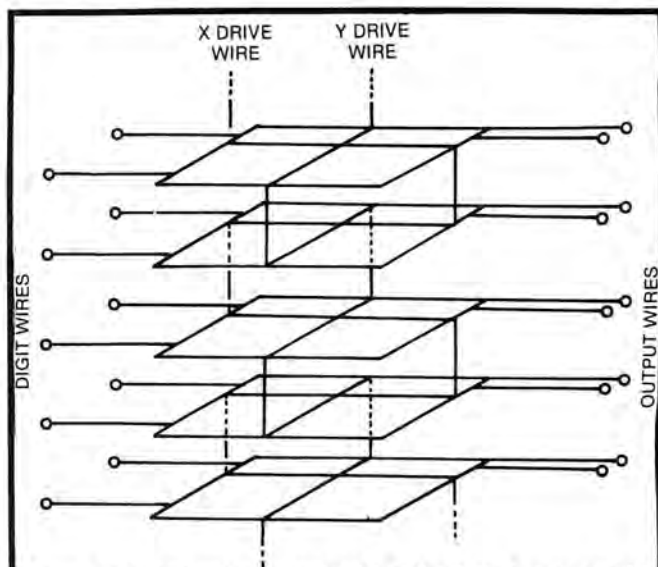 X DRIVE
WIRE
Y DRIVE
WIRE
DIGIT WIRES
OUTPUT WIRES